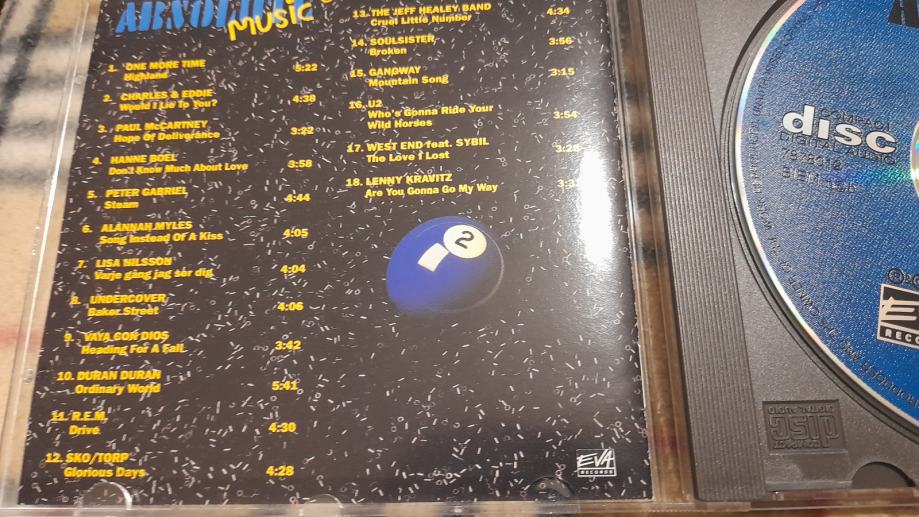 MUSIC
1. ONE MORE TIME 5:22
Highland
2. CHARLES & EDDIE 4:38
Would I Lie To You?
3. PAUL McCARTNEY 3:22
Hope Of Deliverance
4. HANNE BOEL 3:58
Don't Know Much About Love
5. PETER GABRIEL 4:44
Steam
6. ALANNAH MYLES 4:05
Song Instead Of A Kiss
7. LISA NILSSON 4:04
Varje gång jag ser dig
8. UNDERCOVER 4:06
Baker Street
9. VAYA CON DIOS 3:42
Heading For A Fall
10. DURAN DURAN 5:41
Ordinary World
11. R.E.M. 4:30
Drive
12. SKO/TORP 4:28
Glorious Days
13. THE JEFF HEALEY BAND 4:34
Cruel Little Number
14. SOULSISTER 3:56
Broken
15. GANGWAY 3:15
Mountain Song
16. U2 3:54
Who's Gonna Ride Your
Wild Horses
17. WEST END feat. SYBIL
The Love I Lost
18. LENNY KRAVITZ
Are You Gonna Go My Way
2
EVA
RECORDS
COMPACT
disc
DIGITAL AUDIO